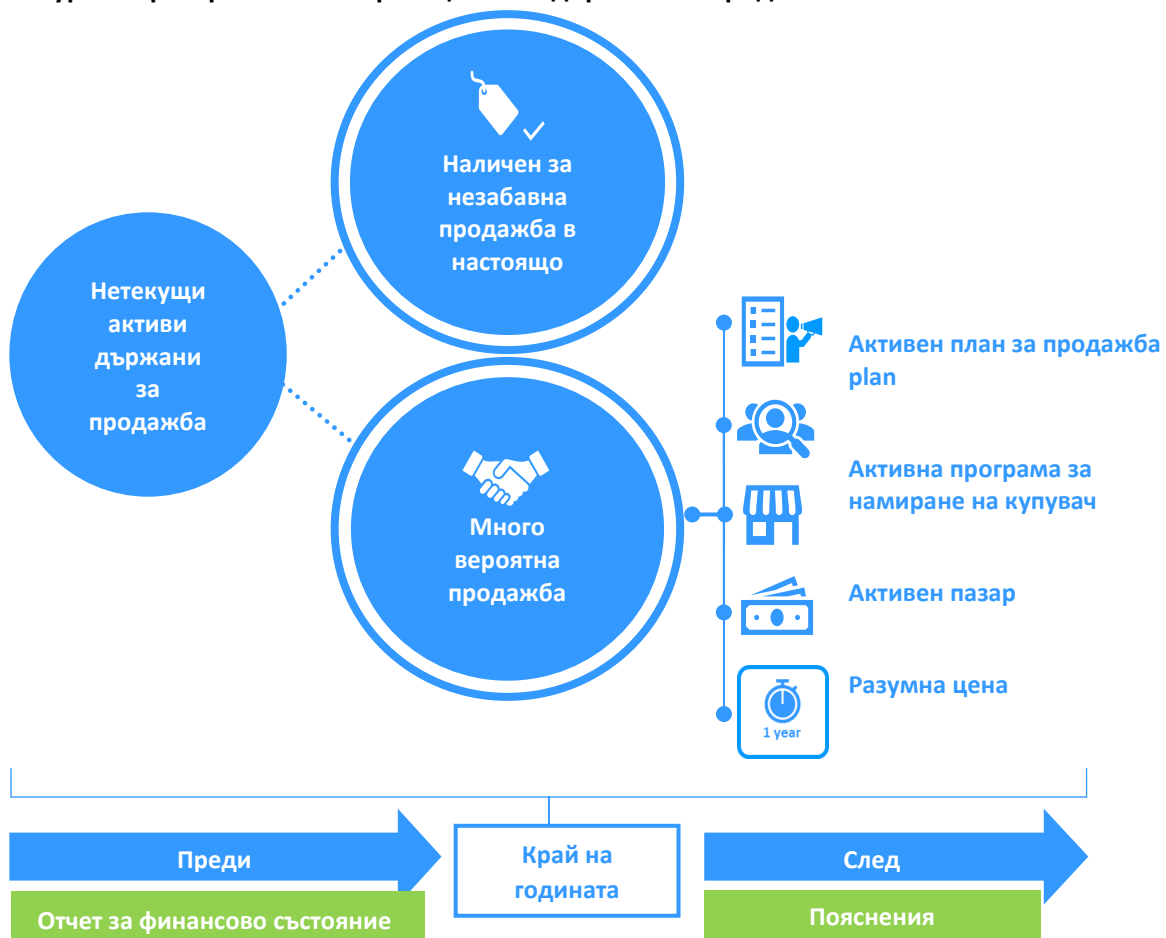 Наличен за
незабавна
продажба в
настоящо
Нетекущи
активи
държани
за
продажба
Много
вероятна
продажба
Активен план за продажба
plan
Активна програма за
намиране на купувач
Активен пазар
Разумна цена
1 year
Преди
Край на
годината
След
Отчет за финансово състояние
Пояснения